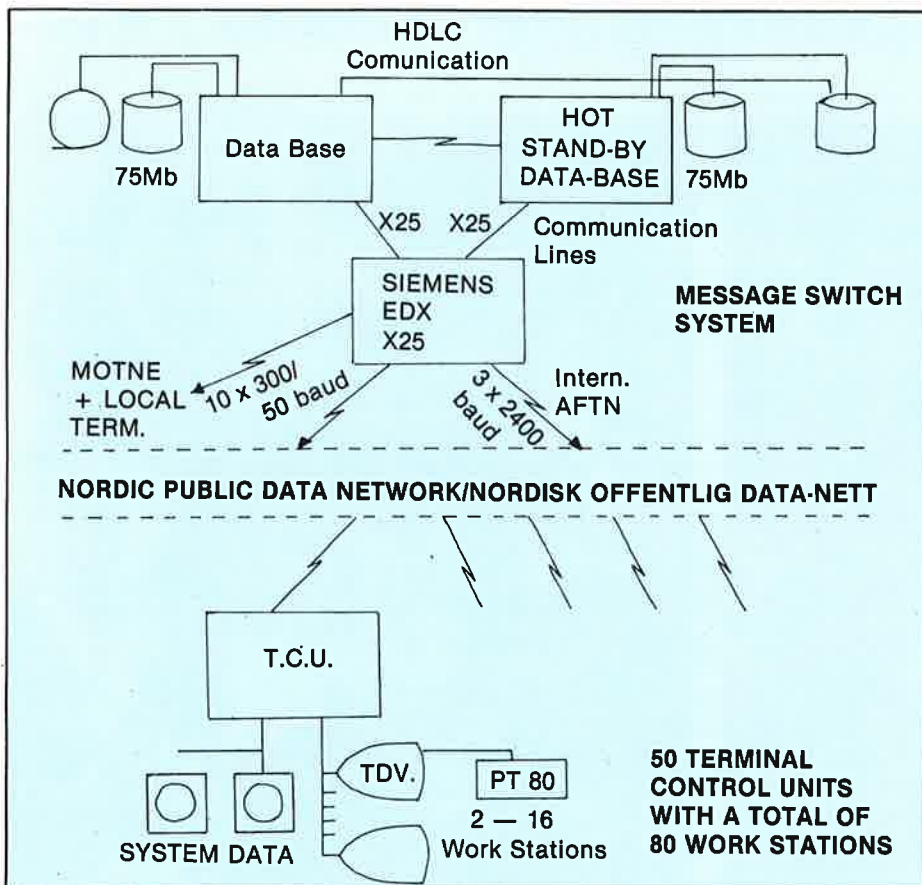 HDLC
Comunication
Data Base
HOT
STAND-BY
DATA-BASE
75Mb
75Mb
X25
X25
Communication
Lines
SIEMENS
EDX
X25
MESSAGE SWITCH
SYSTEM
MOTNE
+ LOCAL
TERM.
10 x 300/
50 baud
3 x 2400
baud
Intern.
AFTN
NORDIC PUBLIC DATA NETWORK/NORDISK OFFENTLIG DATA-NETT
T.C.U.
TDV.
PT 80
2 — 16
Work Stations
SYSTEM DATA
50 TERMINAL
CONTROL UNITS
WITH A TOTAL OF
80 WORK STATIONS